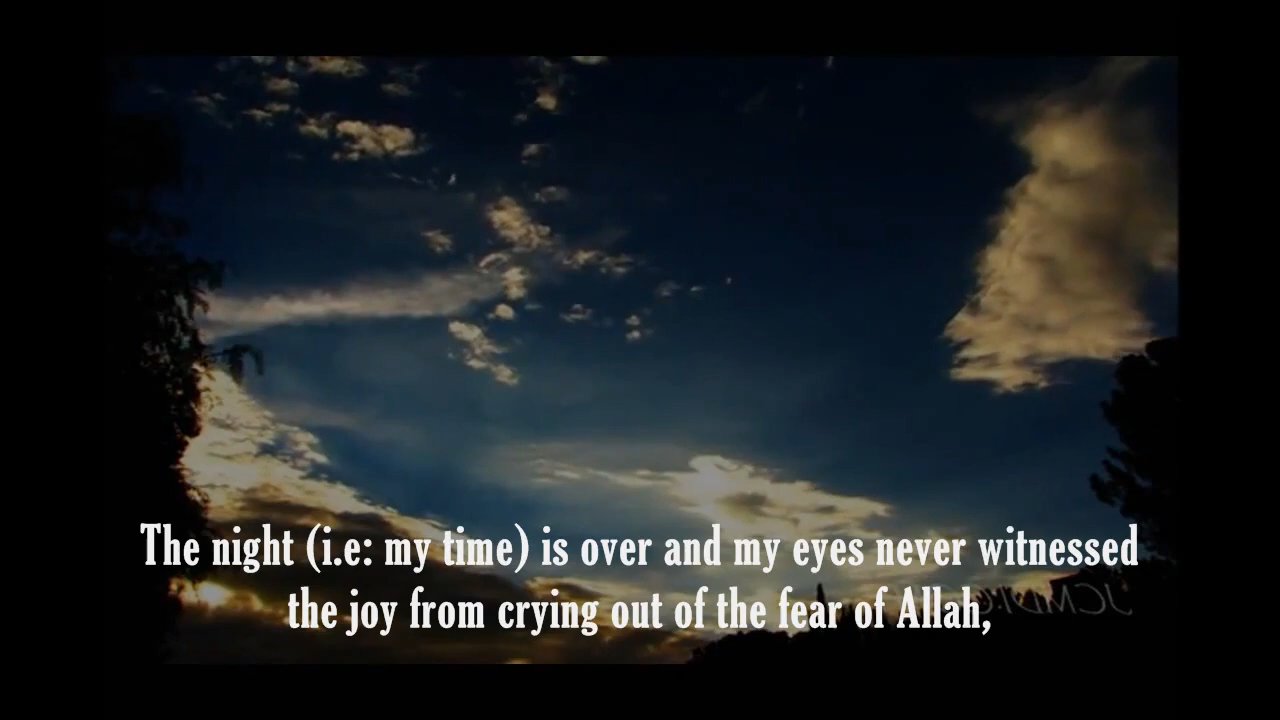 The night (i.e: my time) is over and my eyes never witnessed
the joy from crying out of the fear of Allah,